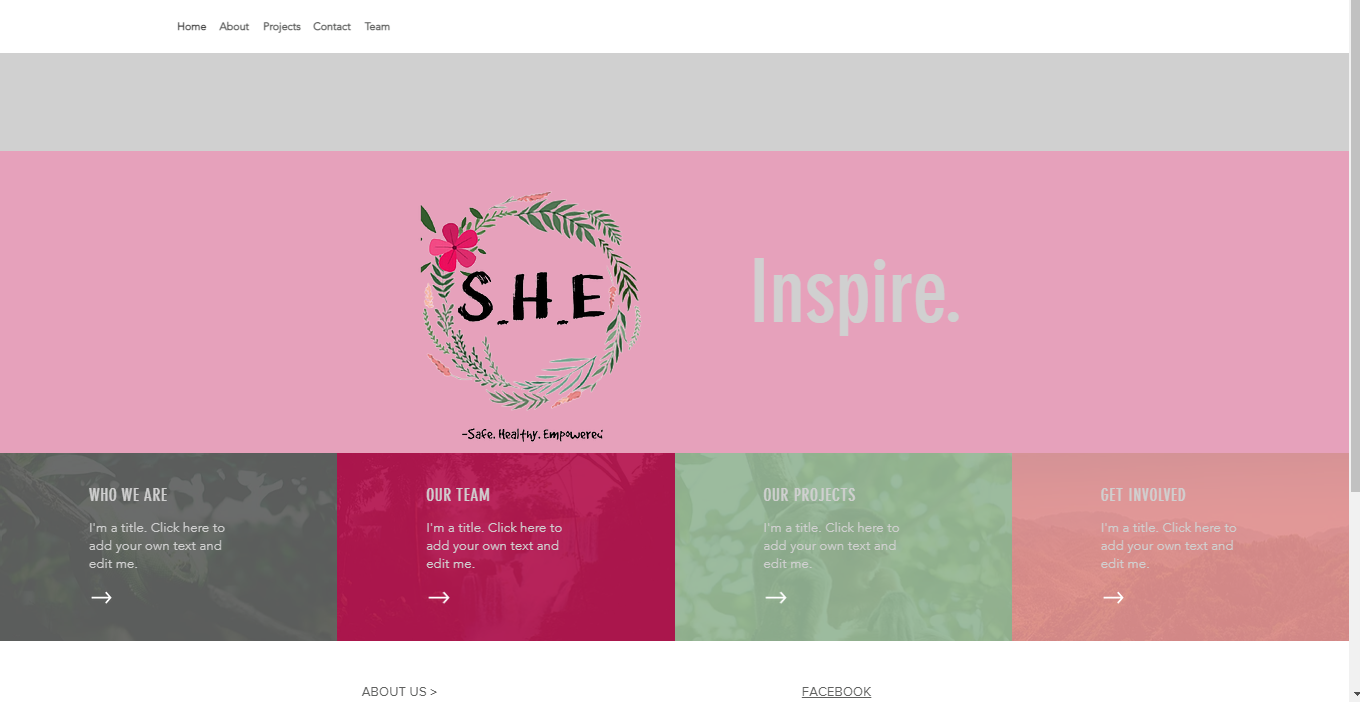 Home About Projects Contact Team
S_H_E
Inspire.
-Safe. Healthy. Empowered
WHO WE ARE
I'm a title. Click here to
add your own text and
edit me.
OUR TEAM
I'm a title. Click here to
add your own text and
edit me.
OUR PROJECTS
I'm a title. Click here to
add your own text and
edit me.
GET INVOLVED
I'm a title. Click here to
add your own text and
edit me.
ABOUT US >
FACEBOOK